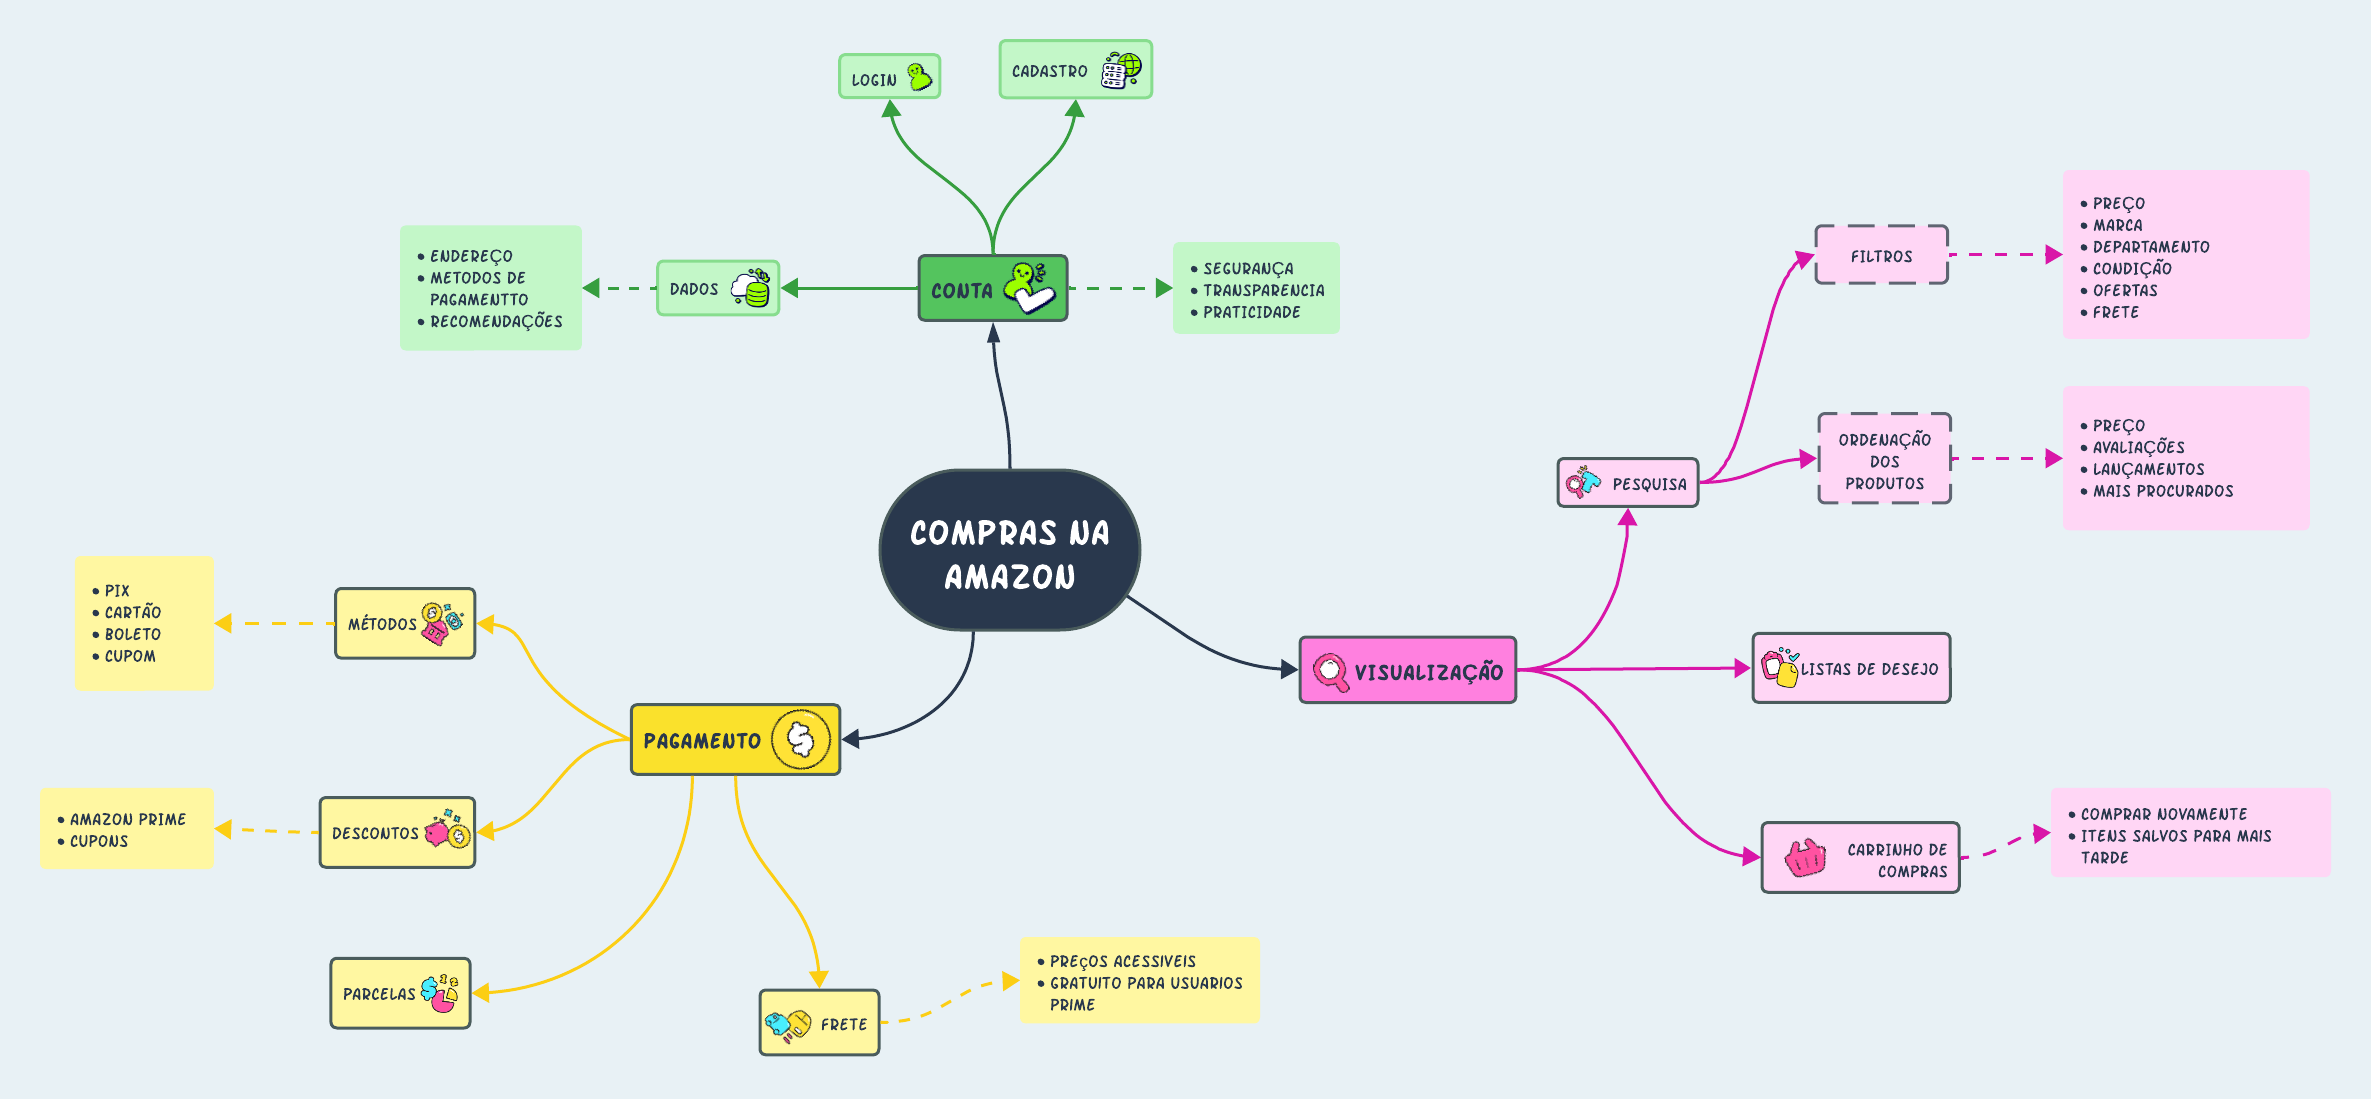 LOGIN
CADASTRO
• ENDEREÇO
• METODOS DE
PAGAMENTTO
• RECOMENDAÇÕES
DADOS
CONTA
• SEGURANÇA
• TRANSPARENCIA
• PRATICIDADE
COMPRAS NA
AMAZON
VISUALIZAÇÃO
PESQUISA
FILTROS
• PREÇO
• MARCA
• DEPARTAMENTO
• CONDIÇÃO
• OFERTAS
• FRETE
ORDENAÇÃO
DOS
PRODUTOS
• PREÇO
• AVALIAÇÕES
• LANÇAMENTOS
• MAIS PROCURADOS
LISTAS DE DESEJO
CARRINHO DE
COMPRAS
• COMPRAR NOVAMENTE
• ITENS SALVOS PARA MAIS
TARDE
PAGAMENTO
MÉTODOS
• PIX
• CARTÃO
• BOLETO
• CUPOM
DESCONTOS
• AMAZON PRIME
• CUPONS
PARCELAS
FRETE
• PREÇOS ACESSIVEIS
• GRATUITO PARA USUARIOS
PRIME